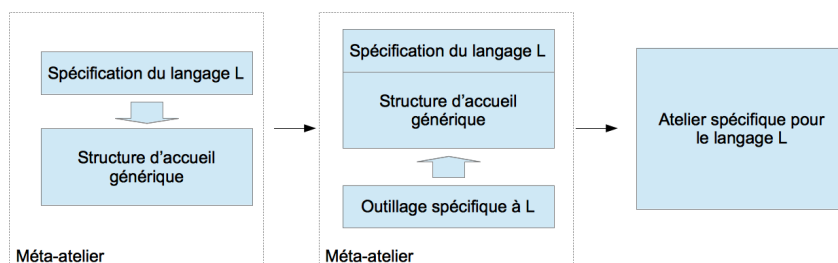 Spécification du langage L
Structure d'accueil
générique
Méta-atelier
Spécification du langage L
Structure d'accueil
générique
Outillage spécifique à L
Méta-atelier
Atelier spécifique pour
le langage L